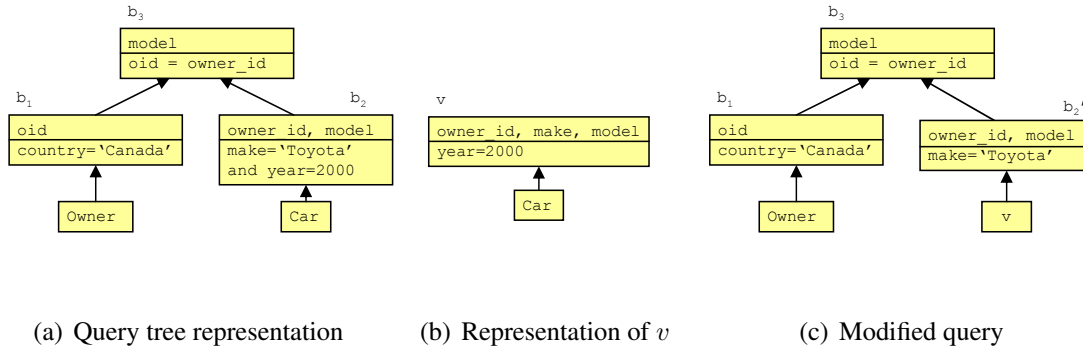 b₃
model
oid = owner_id
b₁
b₂
oid
country=‘Canada’
owner_id, model
make=‘Toyota’
and year=2000
Owner
Car
(a) Query tree representation
v
owner_id, make, model
year=2000
Car
(b) Representation of v
b₃
model
oid = owner_id
b₁
b₂’
oid
country=‘Canada’
owner_id, model
make=‘Toyota’
Owner
v
(c) Modified query